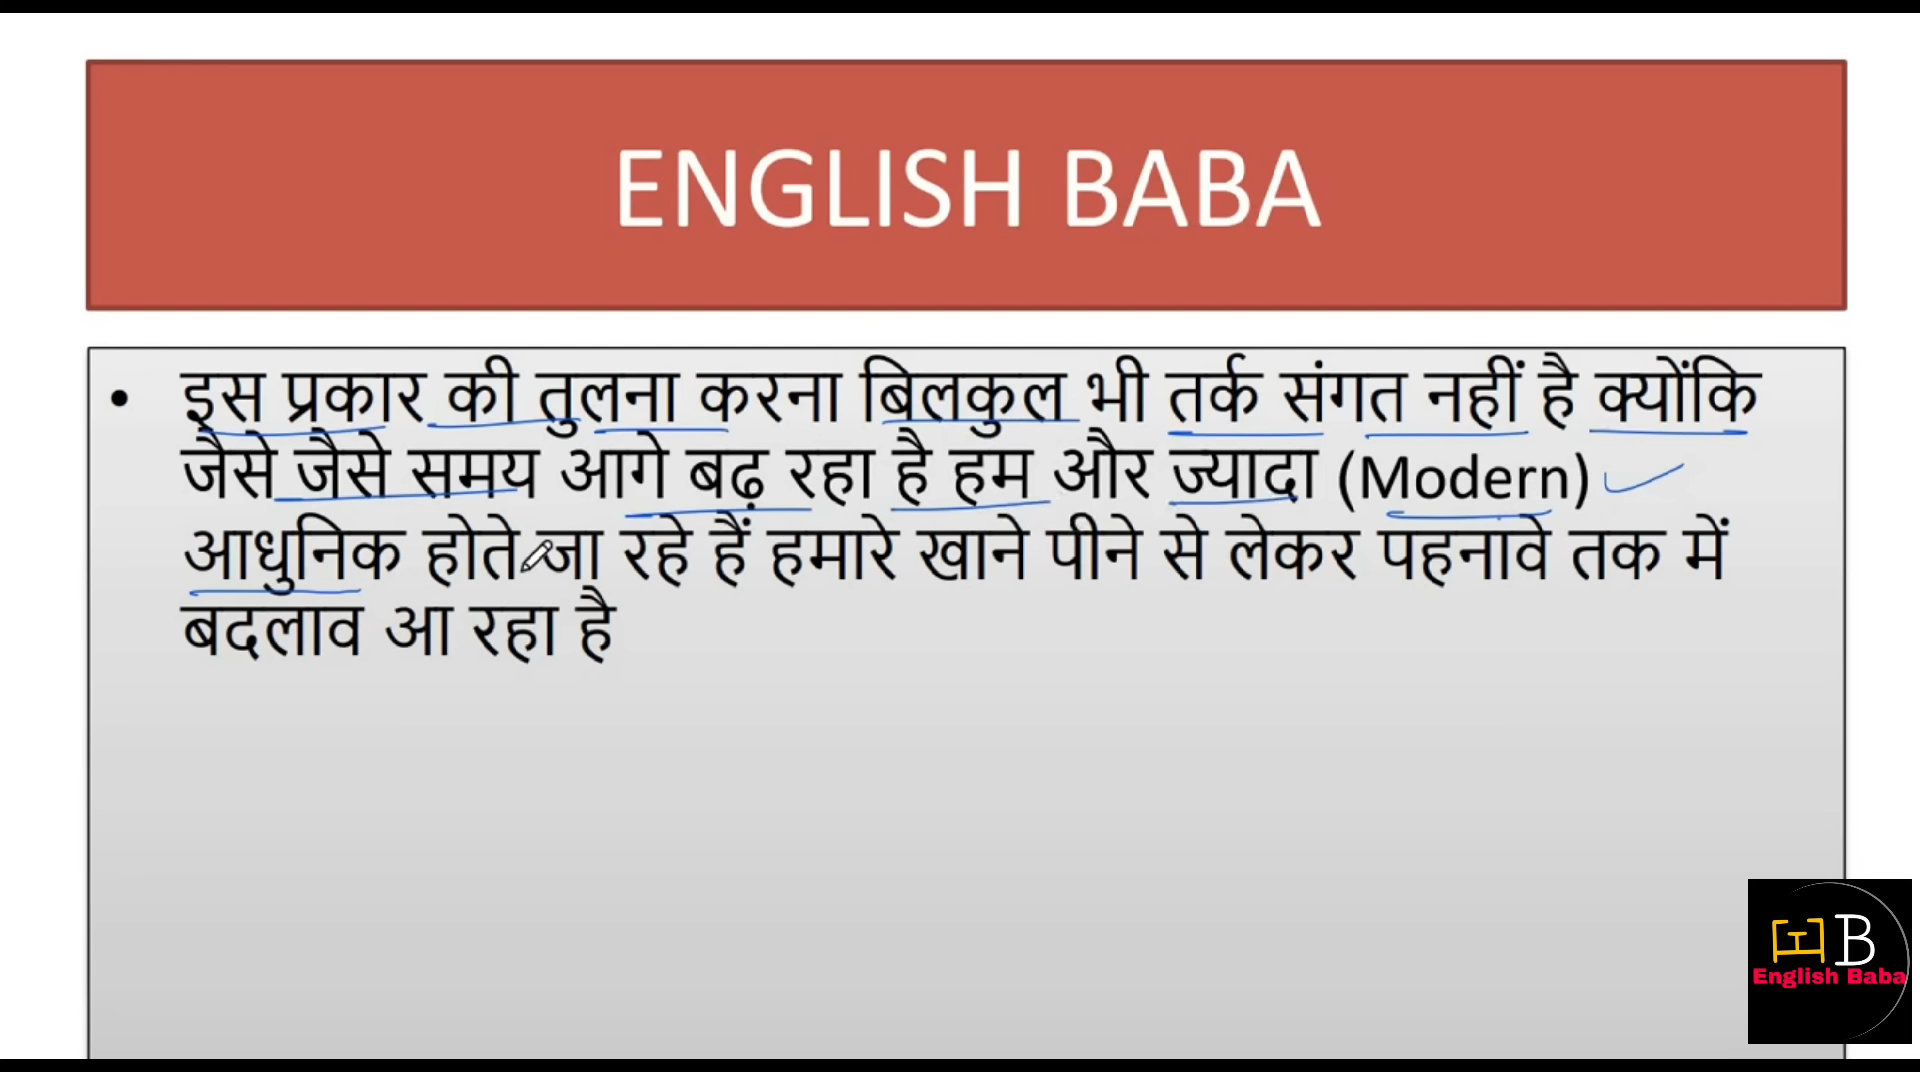 ENGLISH BABA
• इस प्रकार की तुलना करना बिलकुल भी तर्क संगत नहीं है क्योंकि
जैसे जैसे समय आगे बढ़ रहा है हम और ज्यादा (Modern)
आधुनिक होते जा रहे हैं हमारे खाने पीने से लेकर पहनावे तक में
बदलाव आ रहा है
B
English Baba